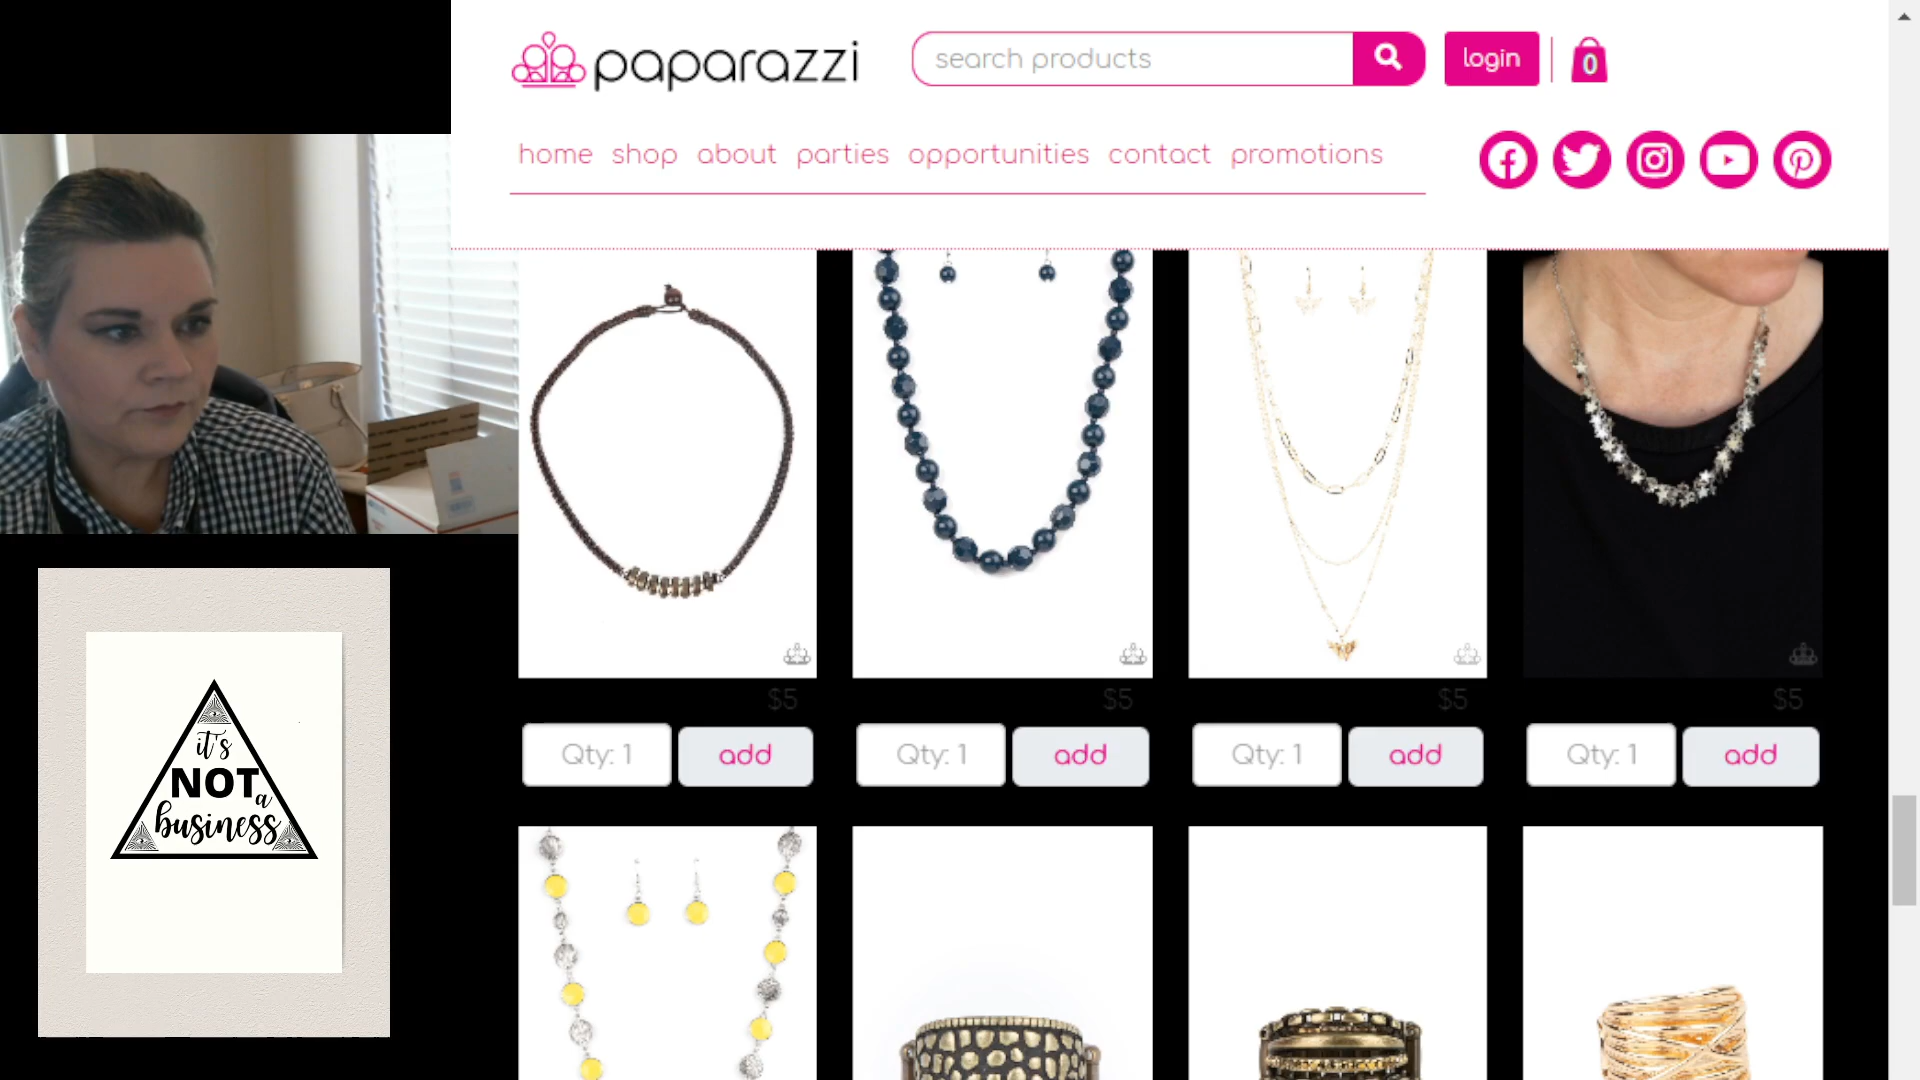 paparazzi
search products
login
0
home shop about parties opportunities contact promotions
$5
$5
$5
$5
Qty: 1
add
Qty: 1
add
Qty: 1
add
Qty: 1
add
it's
NOT
a
business